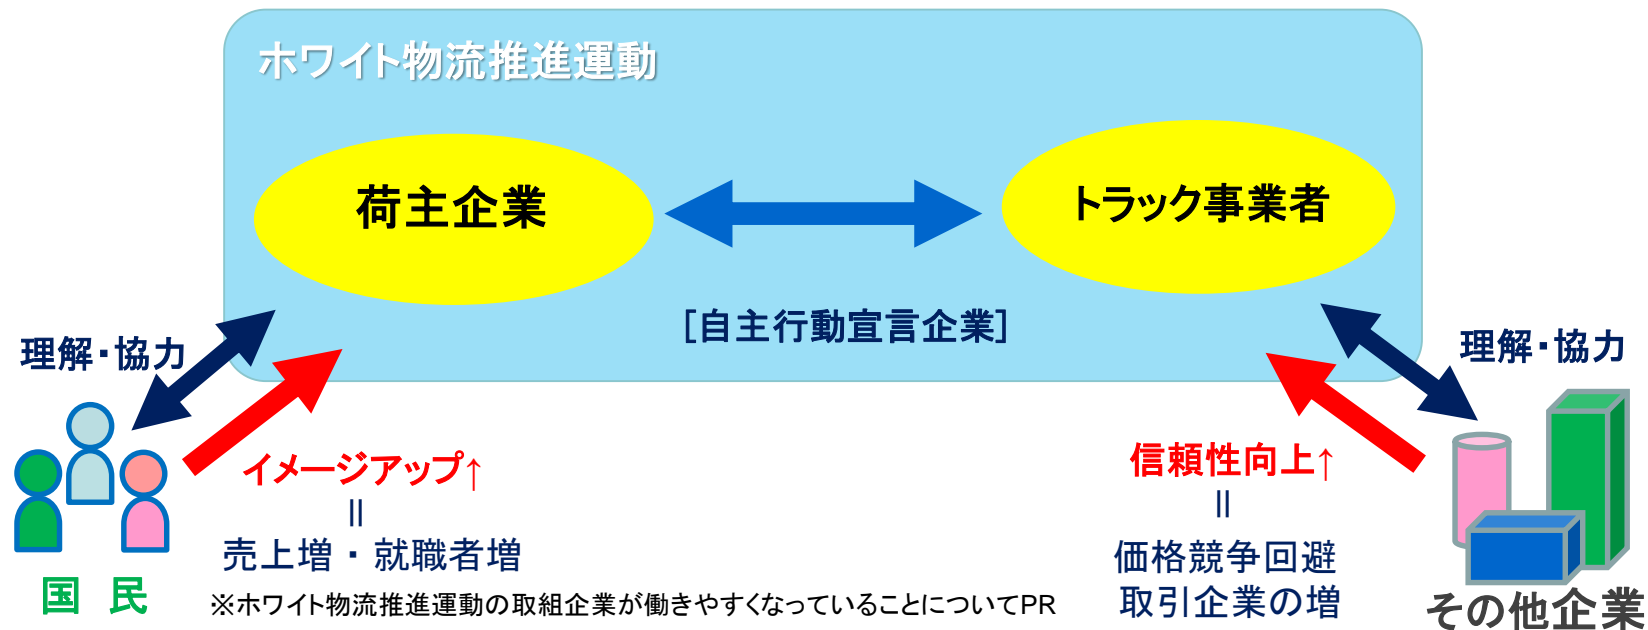 ホワイト物流推進運動
荷主企業
トラック事業者
[自主行動宣言企業]
理解・協力
理解・協力
イメージアップ↑
||
売上増・就職者増
信頼性向上↑
||
価格競争回避
取引企業の増
国 民
※ホワイト物流推進運動の取組企業が働きやすくなっていることについてPR
その他企業